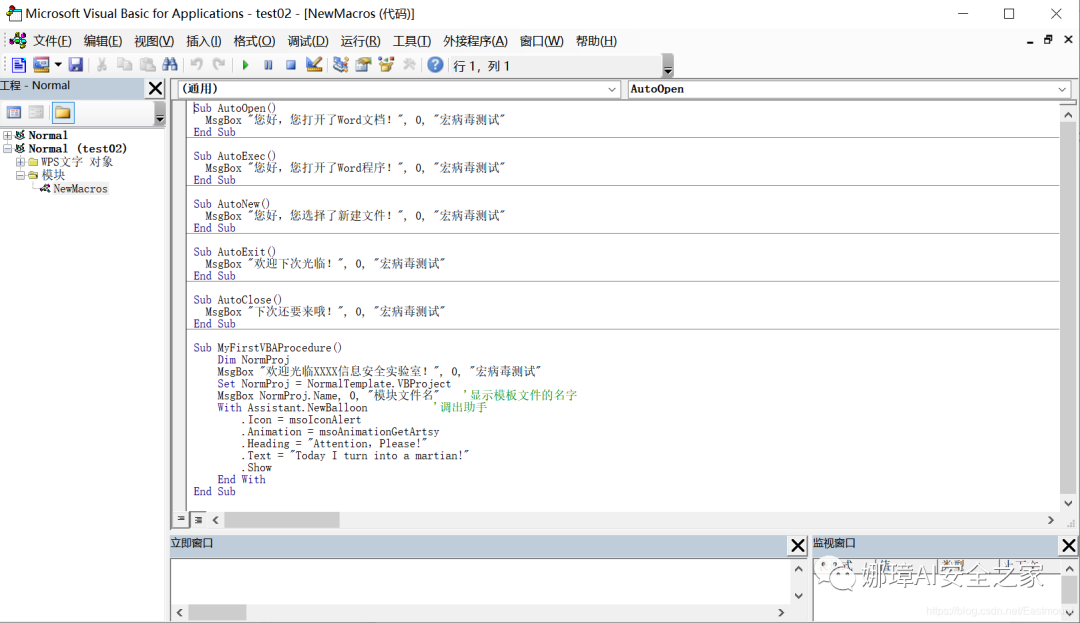 Microsoft Visual Basic for Applications - test02 - [NewMacros (代码)]
文件(F) 编辑(E) 视图(V) 插入(I) 格式(O) 调试(D) 运行(R) 工具(T) 外接程序(A) 窗口(W) 帮助(H)
行 1，列 1
工程 - Normal
(通用)
AutoOpen
Normal
Normal (test02)
WPS文字 对象
模块
NewMacros
Sub AutoOpen()
MsgBox "您好，您打开了Word文档！", 0, "宏病毒测试"
End Sub
Sub AutoExec()
MsgBox "您好，您打开了Word程序！", 0, "宏病毒测试"
End Sub
Sub AutoNew()
MsgBox "您好，您选择了新建文件！", 0, "宏病毒测试"
End Sub
Sub AutoExit()
MsgBox "欢迎下次光临！", 0, "宏病毒测试"
End Sub
Sub AutoClose()
MsgBox "下次还要来哦！", 0, "宏病毒测试"
End Sub
Sub MyFirstVBAProcedure()
Dim NormProj
MsgBox "欢迎光临XXXX信息安全实验室！", 0, "宏病毒测试"
Set NormProj = NormalTemplate.VBProject
MsgBox NormProj.Name, 0, "模块文件名" '显示模板文件的名字
With Assistant.NewBalloon '调出助手
.Icon = msoIconAlert
.Animation = msoAnimationGetArtsy
.Heading = "Attention，Please!"
.Text = "Today I turn into a martian!"
.Show
End With
End Sub
立即窗口
监视窗口
娜璋AI安全之家